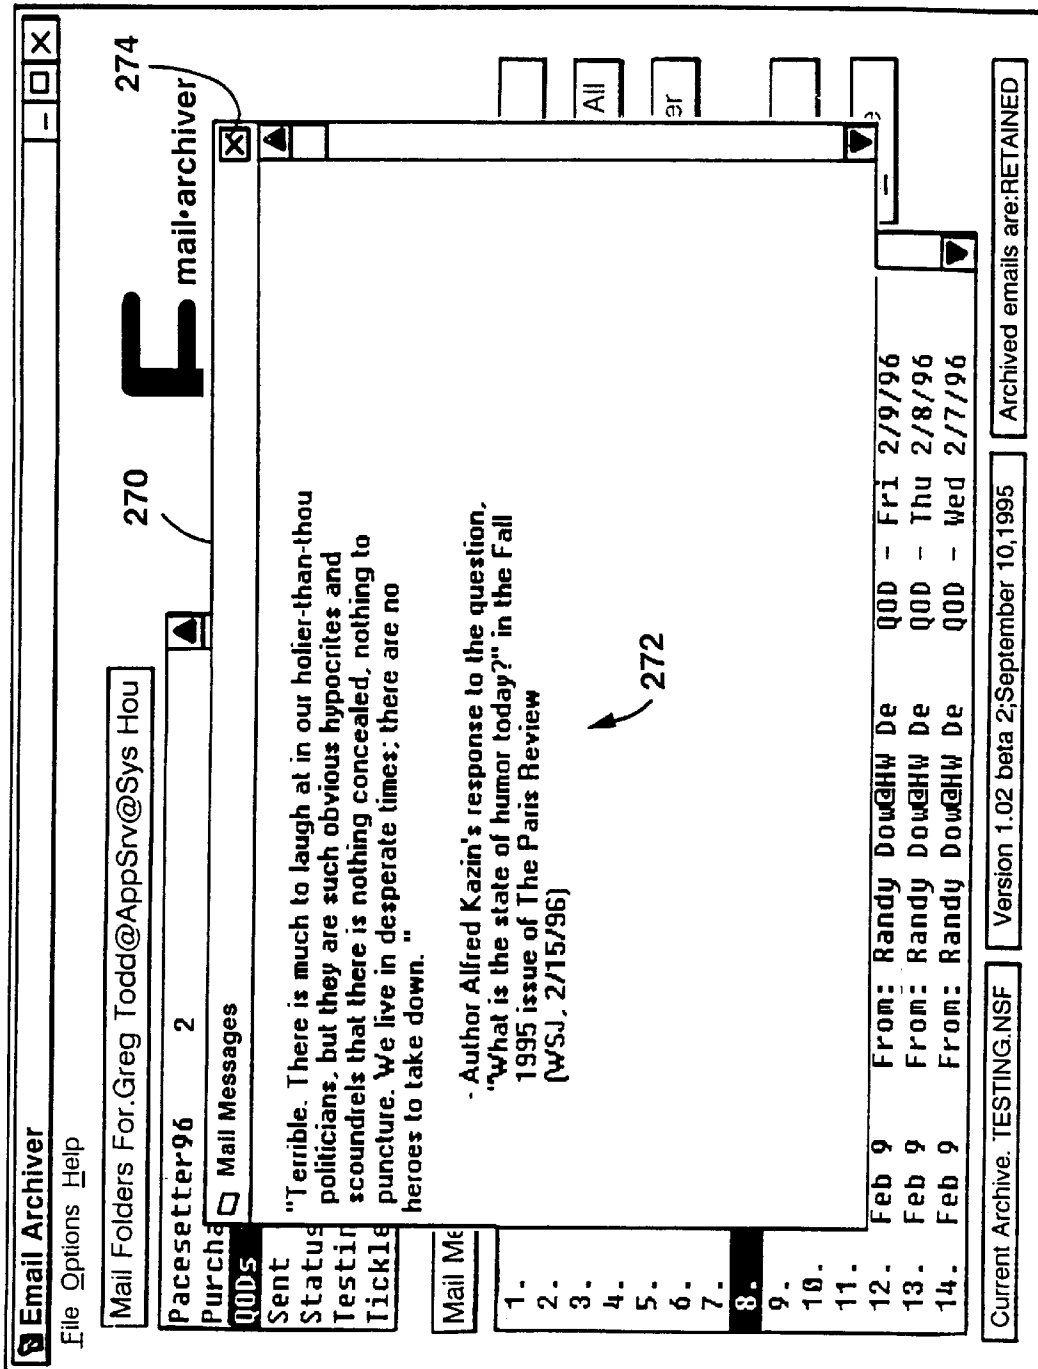 Email Archiver
File Options Help
274
270
Mail Folders For.Greg Todd@AppSrv@Sys Hou
mail•archiver
Pacesetter96 2
Purcha
QODs
Sent
Status
Testin
Tickle
Mail Messages
"Terrible. There is much to laugh at in our holier-than-thou
politicians, but they are such obvious hypocrites and
scoundrels that there is nothing concealed, nothing to
puncture. We live in desperate times; there are no
heroes to take down. "
- Author Alfred Kazin's response to the question,
"What is the state of humor today?" in the Fall
1995 issue of The Paris Review
(WSJ, 2/15/96)
272
Mail Me
All
er
e
1.
2.
3.
4.
5.
6.
7.
8.
9.
10.
11.
12. Feb 9 From: Randy Dow@HW De QOD - Fri 2/9/96
13. Feb 9 From: Randy Dow@HW De QOD - Thu 2/8/96
14. Feb 9 From: Randy Dow@HW De QOD - Wed 2/7/96
Current Archive. TESTING.NSF
Version 1.02 beta 2;September 10,1995
Archived emails are:RETAINED